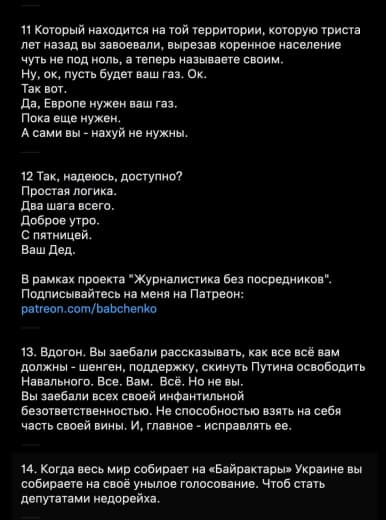 11 Который находится на той территории, которую триста
лет назад вы завоевали, вырезав коренное население
чуть не под ноль, а теперь называете своим.
Ну, ок, пусть будет ваш газ. Ок.
Так вот.
Да, Европе нужен ваш газ.
Пока еще нужен.
А сами вы - нахуй не нужны.
12 Так, надеюсь, доступно?
Простая логика.
Два шага всего.
Доброе утро.
С пятницей.
Ваш Дед.
В рамках проекта "Журналистика без посредников".
Подписывайтесь на меня на Патреон:
patreon.com/babchenko
13. Вдогон. Вы заебали рассказывать, как все всё вам
должны - шенген, поддержку, скинуть Путина освободить
Навального. Все. Вам. Всё. Но не вы.
Вы заебали всех своей инфантильной
безответственностью. Не способностью взять на себя
часть своей вины. И, главное - исправлять ее.
14. Когда весь мир собирает на «Байрактары» Украине вы
собираете на своё унылое голосование. Чтоб стать
депутатами недорейха.